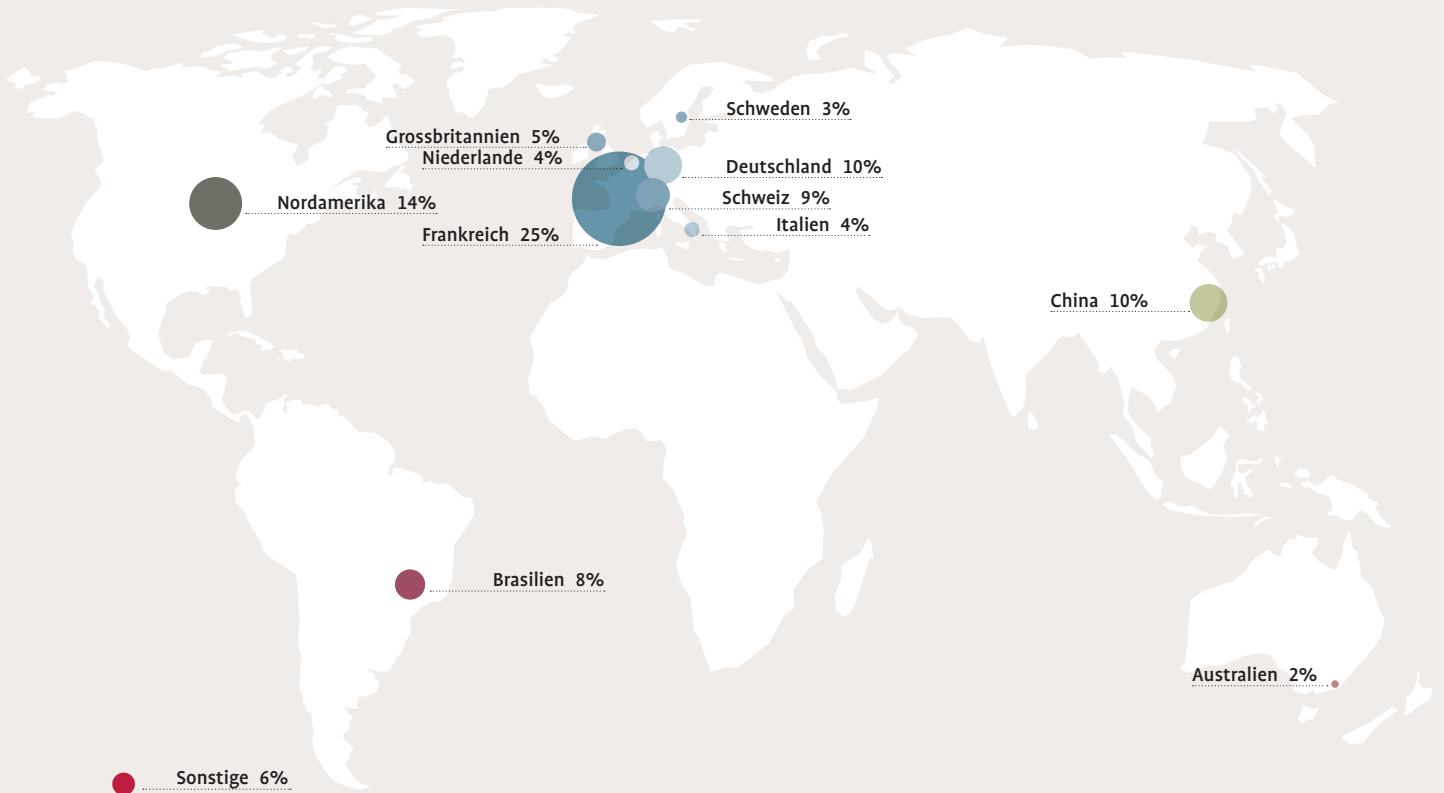 Schweden 3%
Grossbritannien 5%
Niederlande 4%
Deutschland 10%
Schweiz 9%
Nordamerika 14%
Italien 4%
Frankreich 25%
China 10%
Brasilien 8%
Australien 2%
Sonstige 6%